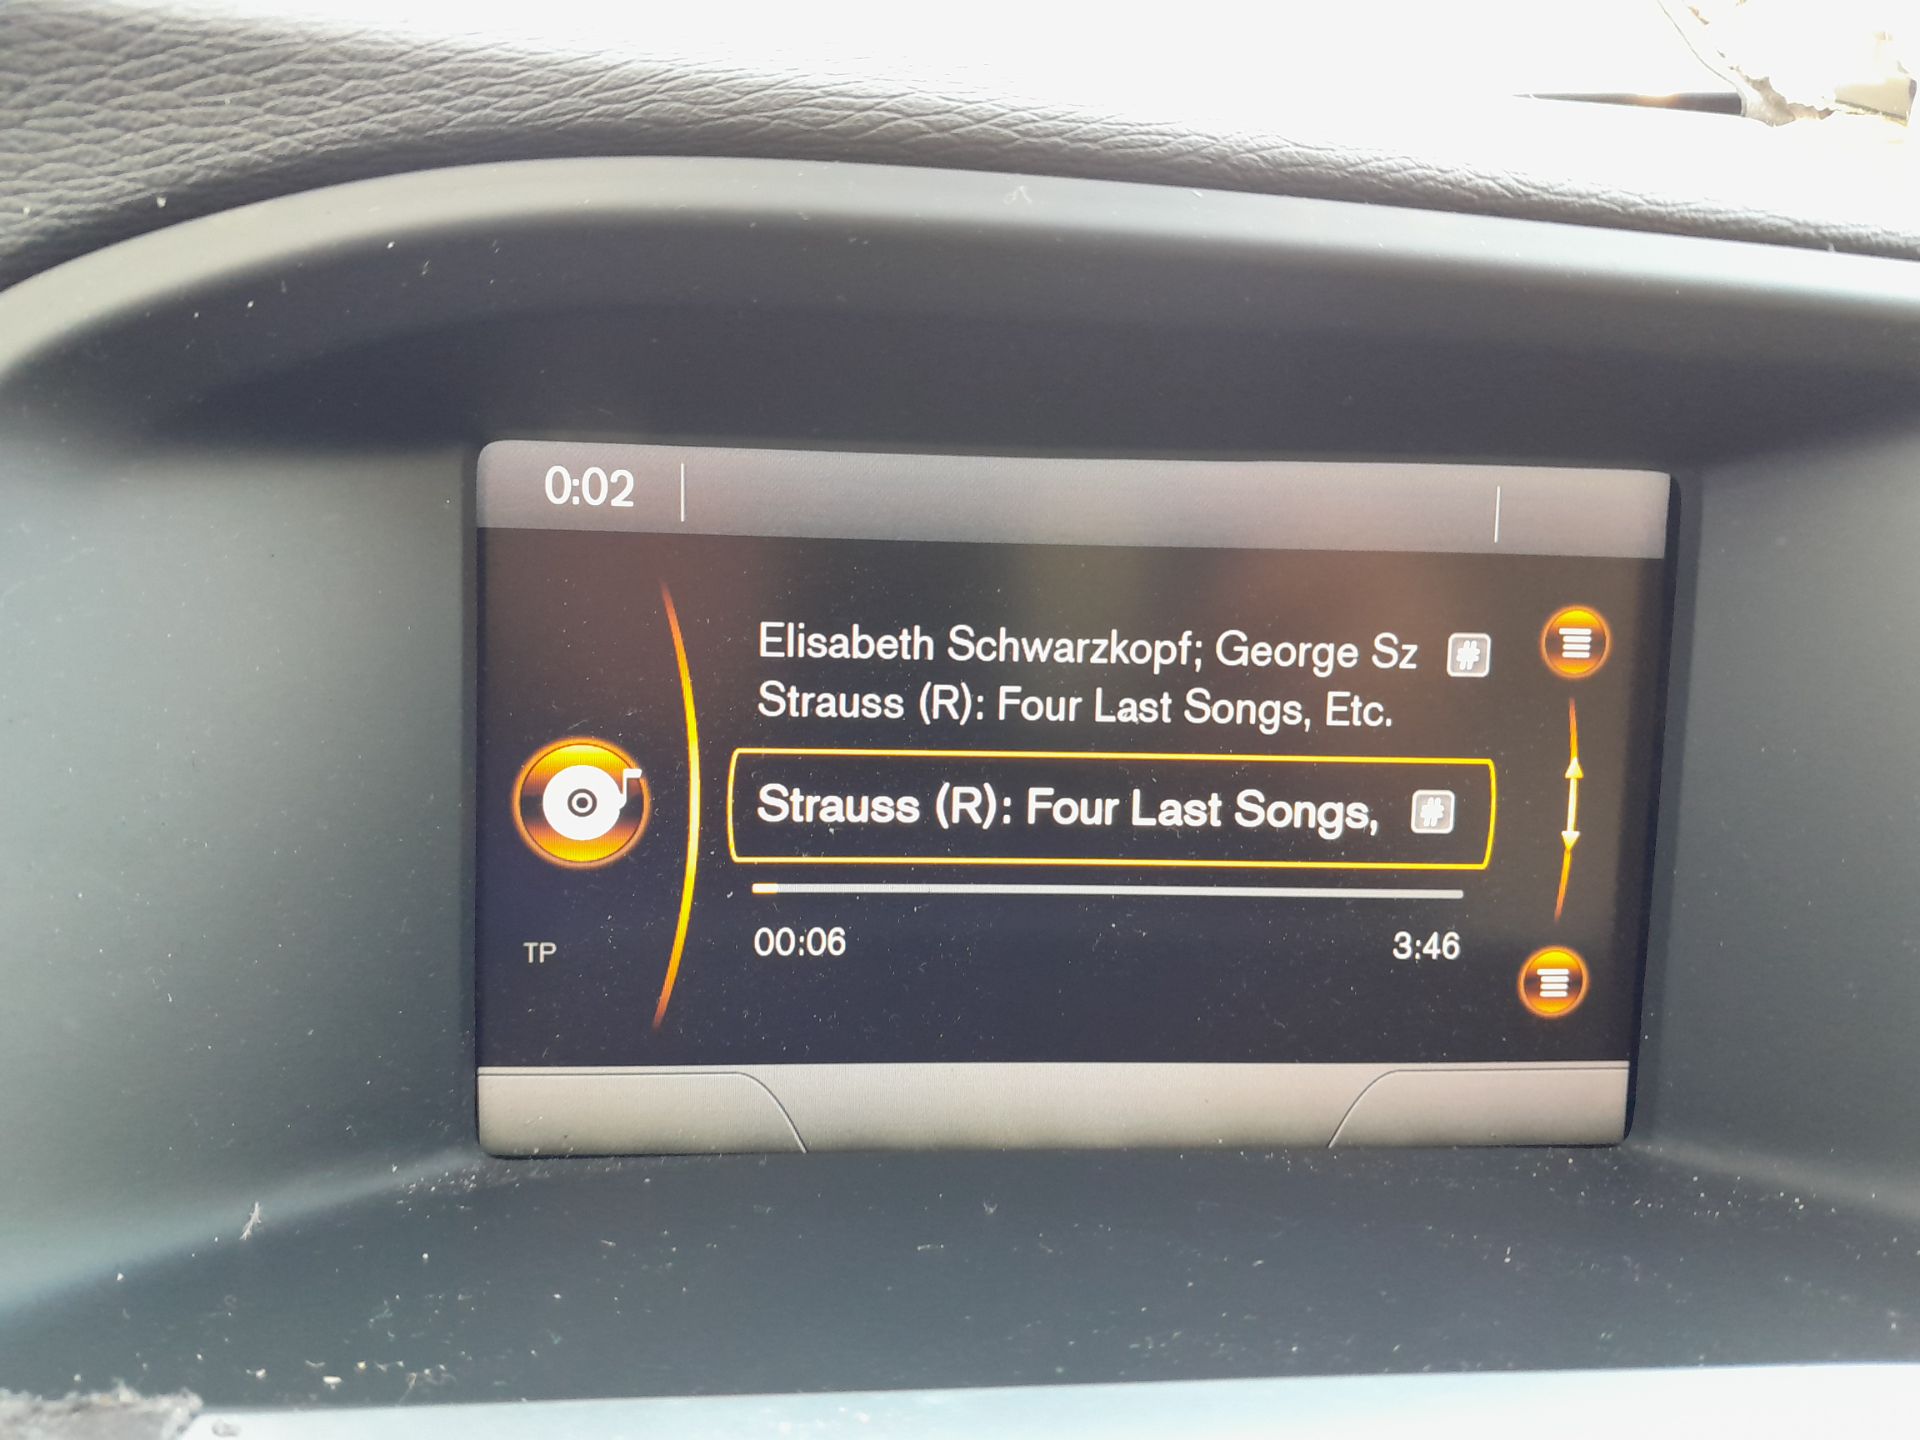 0:02
Elisabeth Schwarzkopf; George Sz #
Strauss (R): Four Last Songs, Etc.
Strauss (R): Four Last Songs, #
00:06 3:46
TP